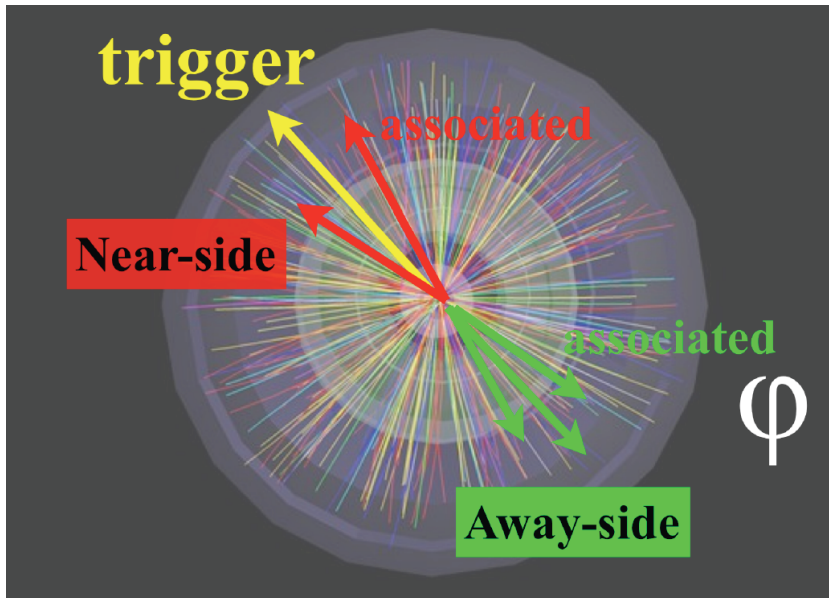 trigger
associated
Near-side
associated
φ
Away-side